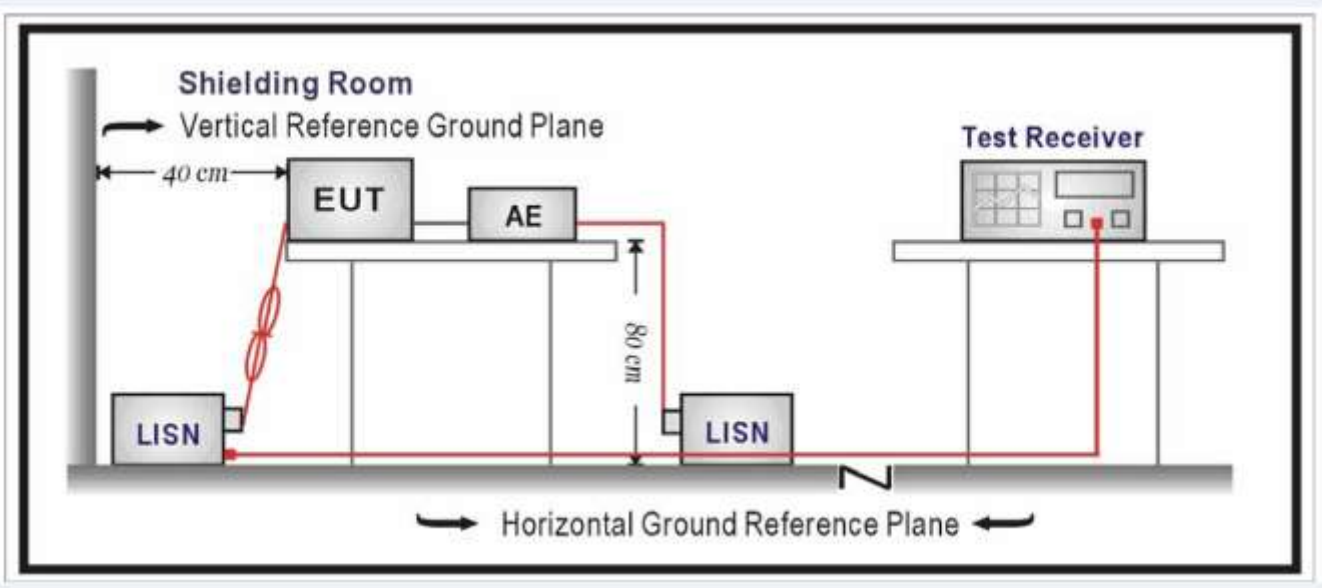 Shielding Room
Vertical Reference Ground Plane
Test Receiver
40 cm
EUT
AE
80 cm
LISN
LISN
Horizontal Ground Reference Plane